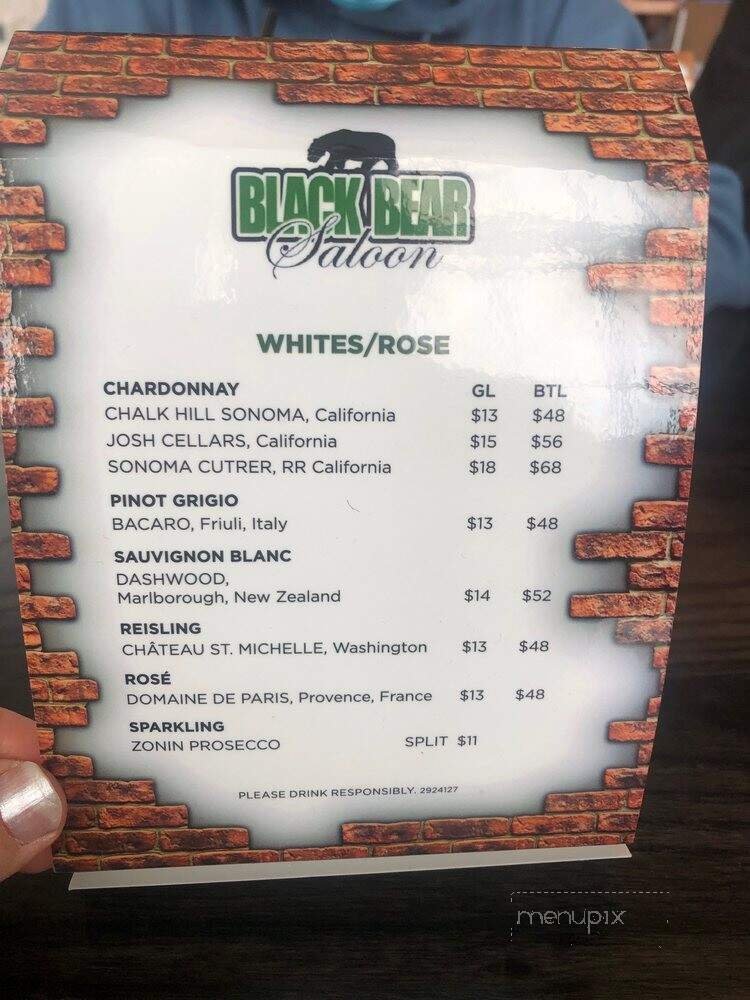 BLACK BEAR
Saloon
WHITES/ROSE
CHARDONNAY GL BTL
CHALK HILL SONOMA, California $13 $48
JOSH CELLARS, California $15 $56
SONOMA CUTRER, RR California $18 $68
PINOT GRIGIO
BACARO, Friuli, Italy $13 $48
SAUVIGNON BLANC
DASHWOOD,
Marlborough, New Zealand $14 $52
REISLING
CHÂTEAU ST. MICHELLE, Washington $13 $48
ROSÉ
DOMAINE DE PARIS, Provence, France $13 $48
SPARKLING
ZONIN PROSECCO SPLIT $11
PLEASE DRINK RESPONSIBLY. 2924127
menupix